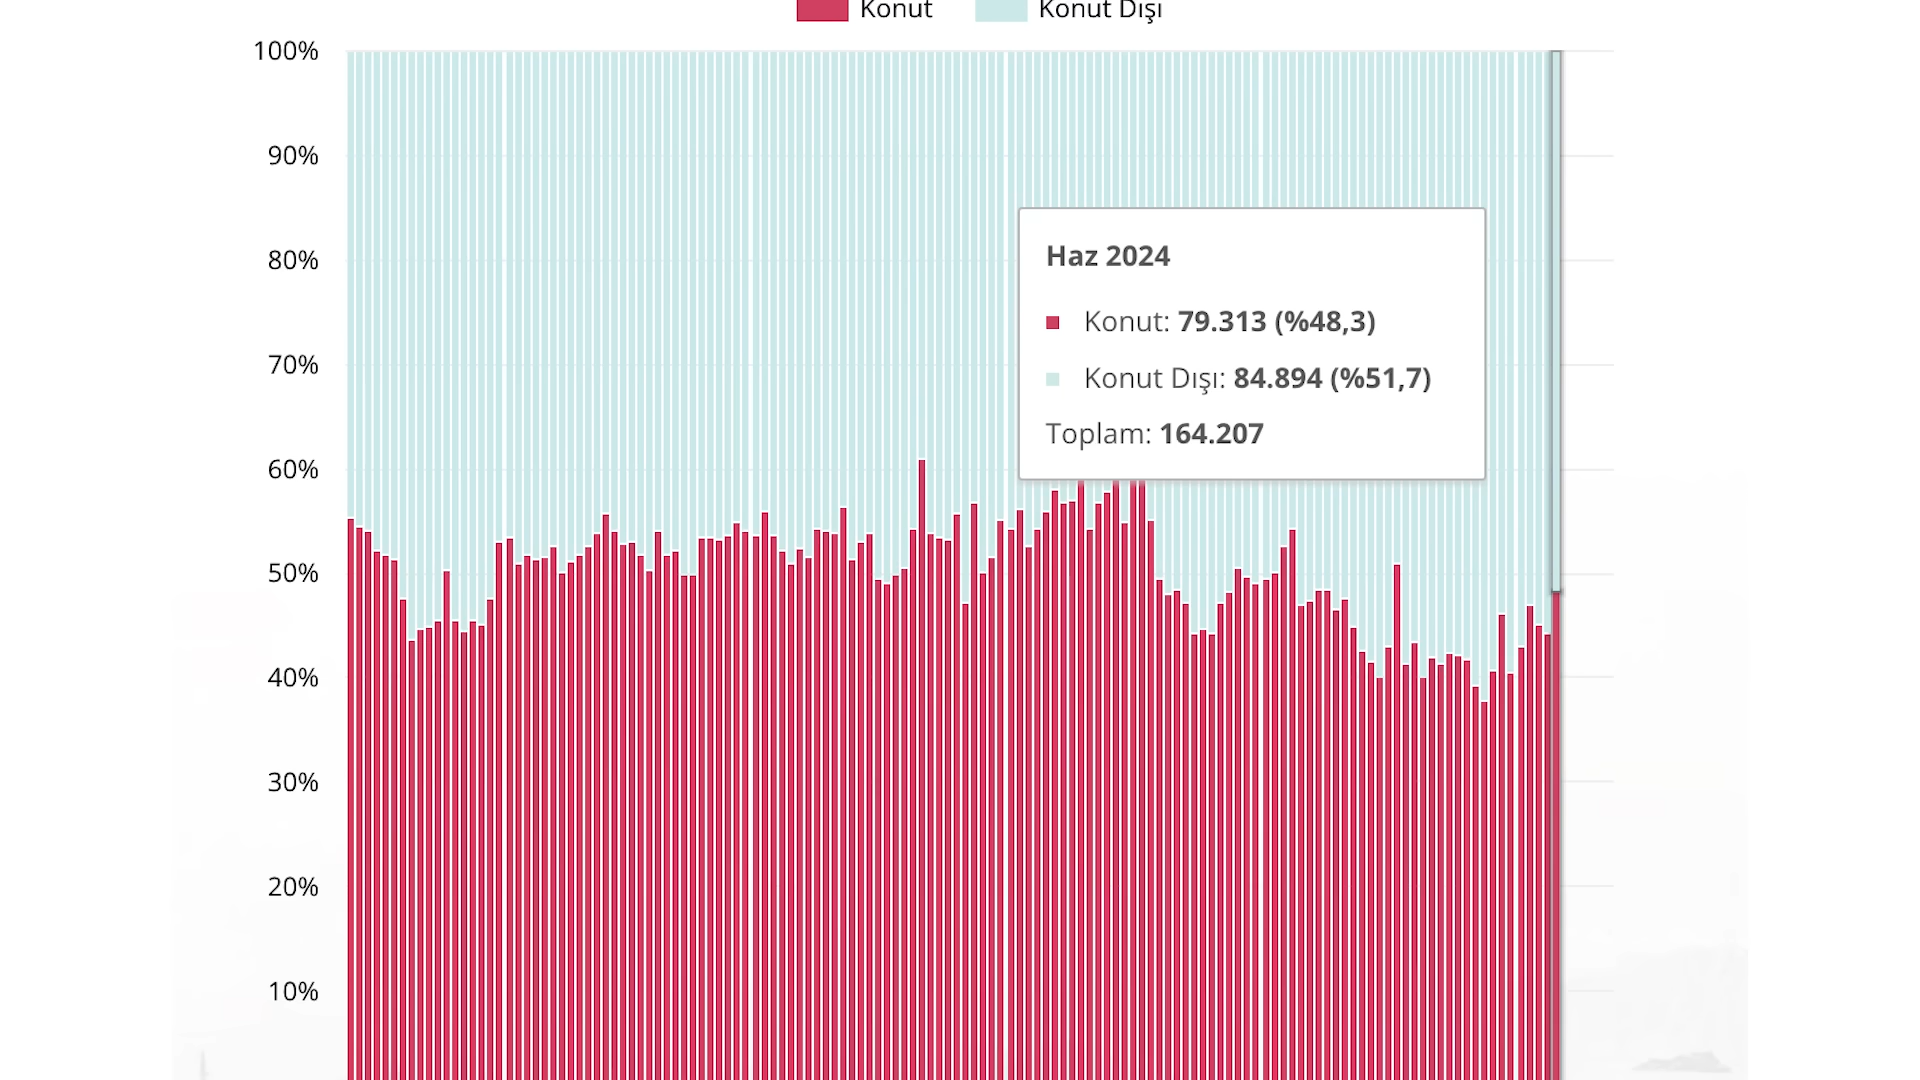 Konut Konut Dışı
100%
90%
80%
70%
60%
50%
40%
30%
20%
10%
Haz 2024
Konut: 79.313 (%48,3)
Konut Dışı: 84.894 (%51,7)
Toplam: 164.207